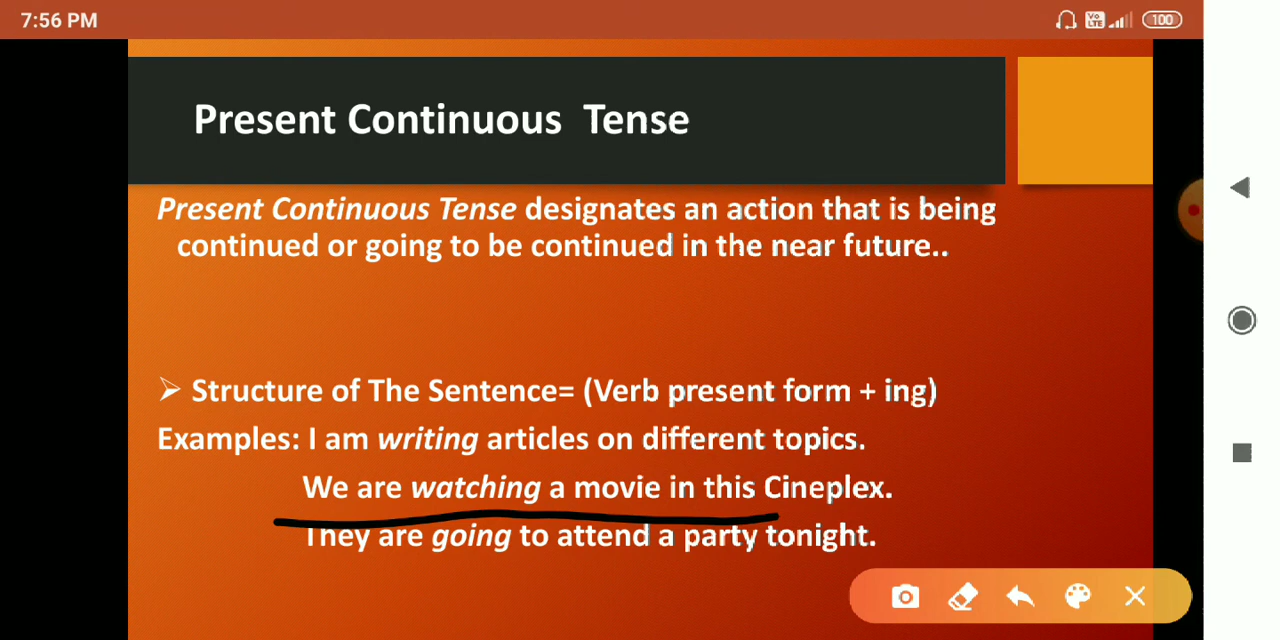 7:56 PM
Vo LTE
100
Present Continuous Tense
Present Continuous Tense designates an action that is being
continued or going to be continued in the near future..
Structure of The Sentence= (Verb present form + ing)
Examples: I am writing articles on different topics.
We are watching a movie in this Cineplex.
They are going to attend a party tonight.